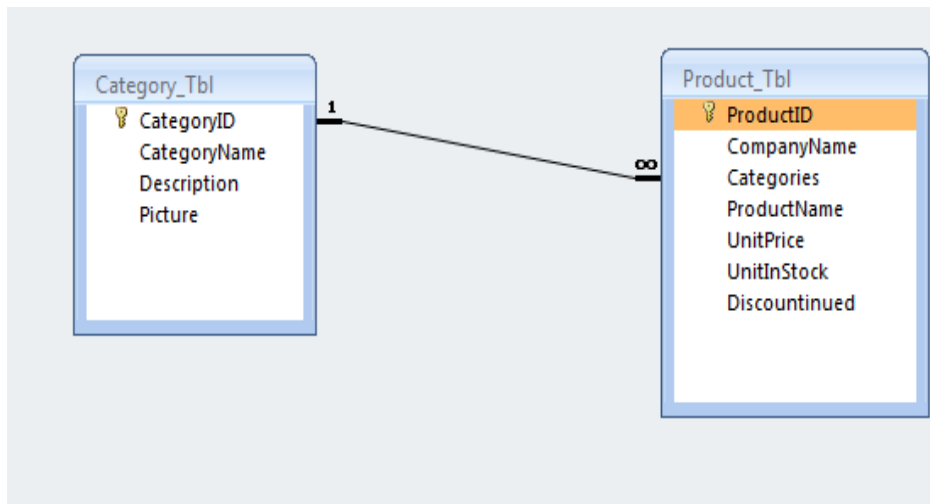 Category_Tbl
CategoryID
CategoryName
Description
Picture
1
∞
Product_Tbl
ProductID
CompanyName
Categories
ProductName
UnitPrice
UnitInStock
Discountinued